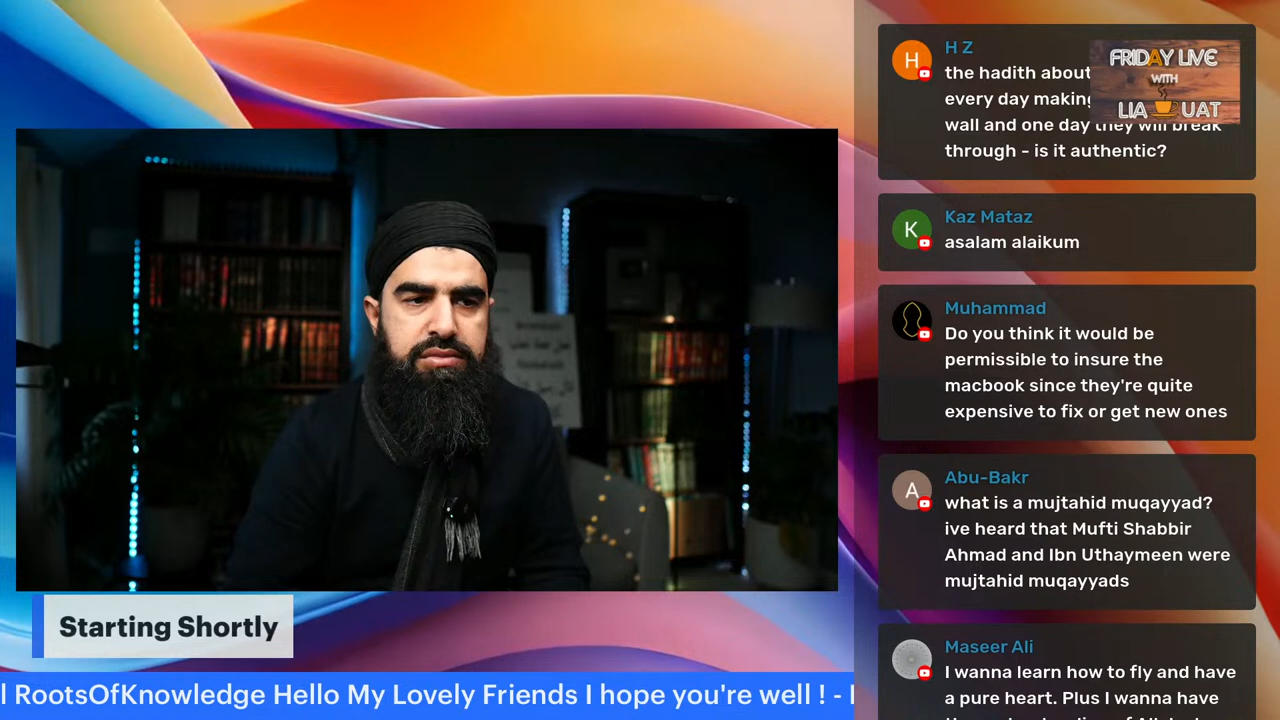 H Z
the hadith about
every day making
wall and one day they will break
through - is it authentic?
FRIDAY LIVE
WITH
LIA UAT
Kaz Mataz
asalam alaikum
Muhammad
Do you think it would be
permissible to insure the
macbook since they're quite
expensive to fix or get new ones
Abu-Bakr
what is a mujtahid muqayyad?
ive heard that Mufti Shabbir
Ahmad and Ibn Uthaymeen were
mujtahid muqayyads
Maseer Ali
I wanna learn how to fly and have
a pure heart. Plus I wanna have
Starting Shortly
l RootsOfKnowledge Hello My Lovely Friends I hope you're well ! -